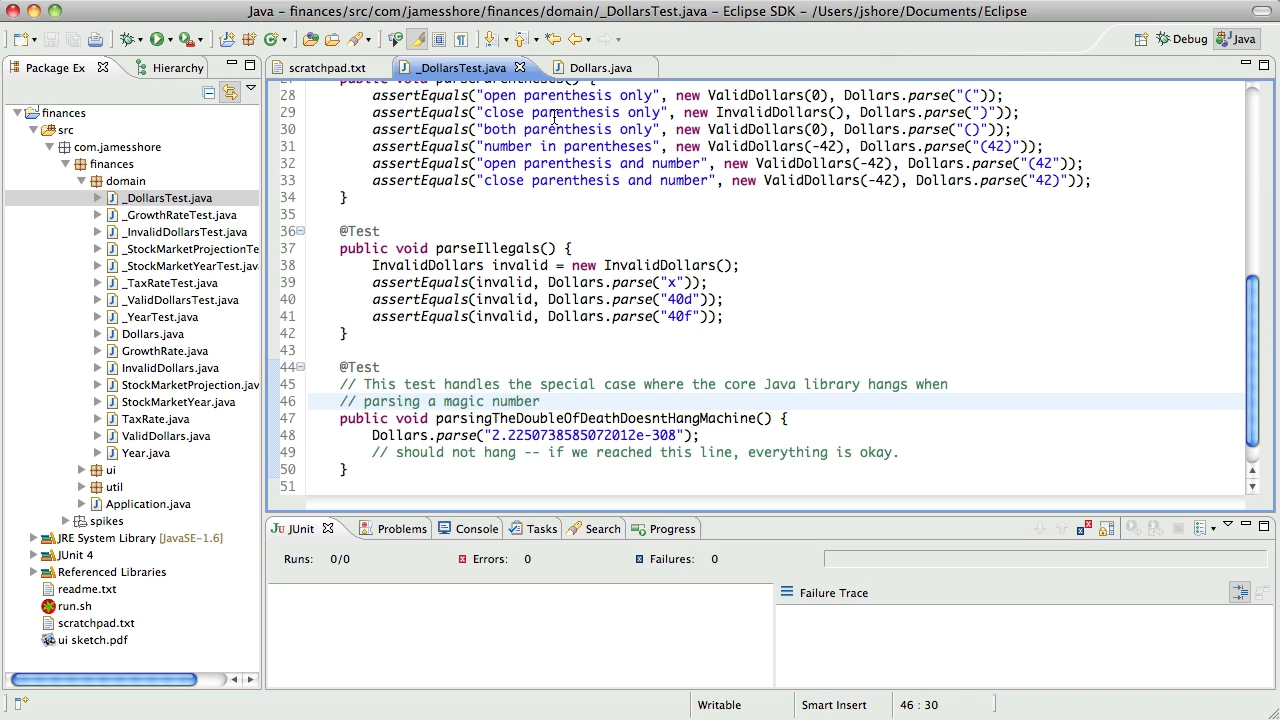 Java – finances/src/com/jamesshore/finances/domain/_DollarsTest.java – Eclipse SDK – /Users/jshore/Documents/Eclipse
Debug
Java
Package Ex
Hierarchy
scratchpad.txt
_DollarsTest.java
Dollars.java
finances
src
com.jamesshore
finances
domain
_DollarsTest.java
_GrowthRateTest.java
_InvalidDollarsTest.java
_StockMarketProjectionTe
_StockMarketYearTest.java
_TaxRateTest.java
_ValidDollarsTest.java
_YearTest.java
Dollars.java
GrowthRate.java
InvalidDollars.java
StockMarketProjection.java
StockMarketYear.java
TaxRate.java
ValidDollars.java
Year.java
ui
util
Application.java
spikes
JRE System Library [JavaSE-1.6]
JUnit 4
Referenced Libraries
readme.txt
run.sh
scratchpad.txt
ui sketch.pdf
28 assertEquals("open parenthesis only", new ValidDollars(0), Dollars.parse("("));
29 assertEquals("close parenthesis only", new InvalidDollars(), Dollars.parse(")"));
30 assertEquals("both parenthesis only", new ValidDollars(0), Dollars.parse("()"));
31 assertEquals("number in parentheses", new ValidDollars(-42), Dollars.parse("(42)"));
32 assertEquals("open parenthesis and number", new ValidDollars(-42), Dollars.parse("(42"));
33 assertEquals("close parenthesis and number", new ValidDollars(-42), Dollars.parse("42)"));
34 }
35
36 @Test
37 public void parseIllegals() {
38 InvalidDollars invalid = new InvalidDollars();
39 assertEquals(invalid, Dollars.parse("x"));
40 assertEquals(invalid, Dollars.parse("40d"));
41 assertEquals(invalid, Dollars.parse("40f"));
42 }
43
44 @Test
45 // This test handles the special case where the core Java library hangs when
46 // parsing a magic number
47 public void parsingTheDoubleOfDeathDoesntHangMachine() {
48 Dollars.parse("2.2250738585072012e-308");
49 // should not hang -- if we reached this line, everything is okay.
50 }
51
JUnit
Problems
Console
Tasks
Search
Progress
Runs: 0/0
Errors: 0
Failures: 0
Failure Trace
Writable
Smart Insert
46 : 30